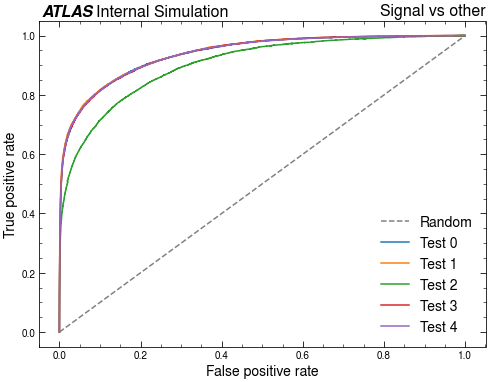 ATLAS Internal Simulation Signal vs other
True positive rate
1.0
0.8
0.6
0.4
0.2
0.0
Random
Test 0
Test 1
Test 2
Test 3
Test 4
0.0 0.2 0.4 0.6 0.8 1.0
False positive rate